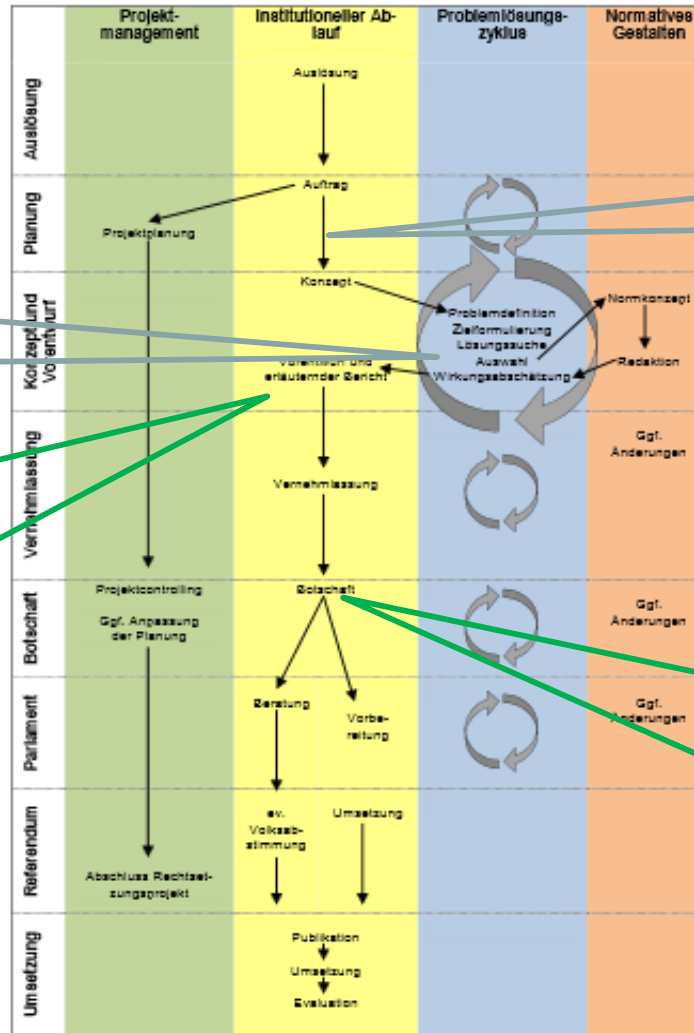 Projekt-
management
Institutioneller Ab-
lauf
Problemlösungs-
zyklus
Normatives
Gestalten
Auslösung
Auslösung
Planung
Auftrag
Projektplanung
Konzept und
Vorentwurf
Konzept
Problemdefinition
Zielformulierung
Lösungssuche
Auswahl
Wirkungsabschätzung
Normkonzept
Redaktion
Vorentwurf und
erläuternder Bericht
Vernehmlassung
Vernehmlassung
Ggf.
Änderungen
Botschaft
Projektcontrolling
Ggf. Anpassung
der Planung
Botschaft
Ggf.
Änderungen
Parlament
Beratung
Vorbe-
reitung
Ggf.
Änderungen
Referendum
ev.
Volksab-
stimmung
Umsetzung
Abschluss Rechtset-
zungsprojekt
Umsetzung
Publikation
Umsetzung
Evaluation